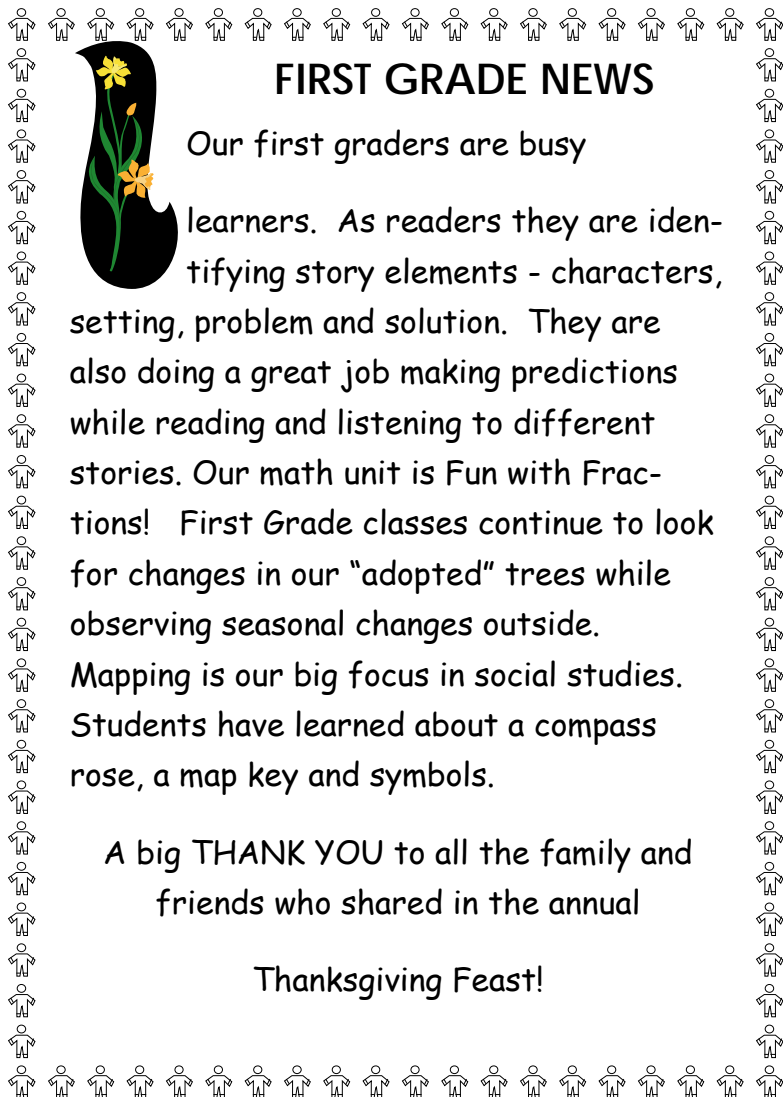 FIRST GRADE NEWS
Our first graders are busy
learners.  As readers they are iden-
tifying story elements - characters,
setting, problem and solution.  They are
also doing a great job making predictions
while reading and listening to different
stories. Our math unit is Fun with Frac-
tions!   First Grade classes continue to look
for changes in our “adopted” trees while
observing seasonal changes outside.
Mapping is our big focus in social studies.
Students have learned about a compass
rose, a map key and symbols.
A big THANK YOU to all the family and
friends who shared in the annual
Thanksgiving Feast!